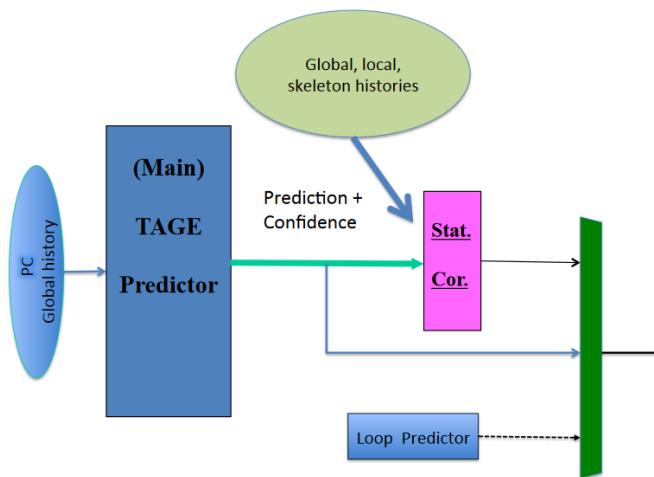 Global, local,
skeleton histories
(Main)
TAGE
Predictor
PC
Global history
Prediction +
Confidence
Stat.
Cor.
Loop Predictor